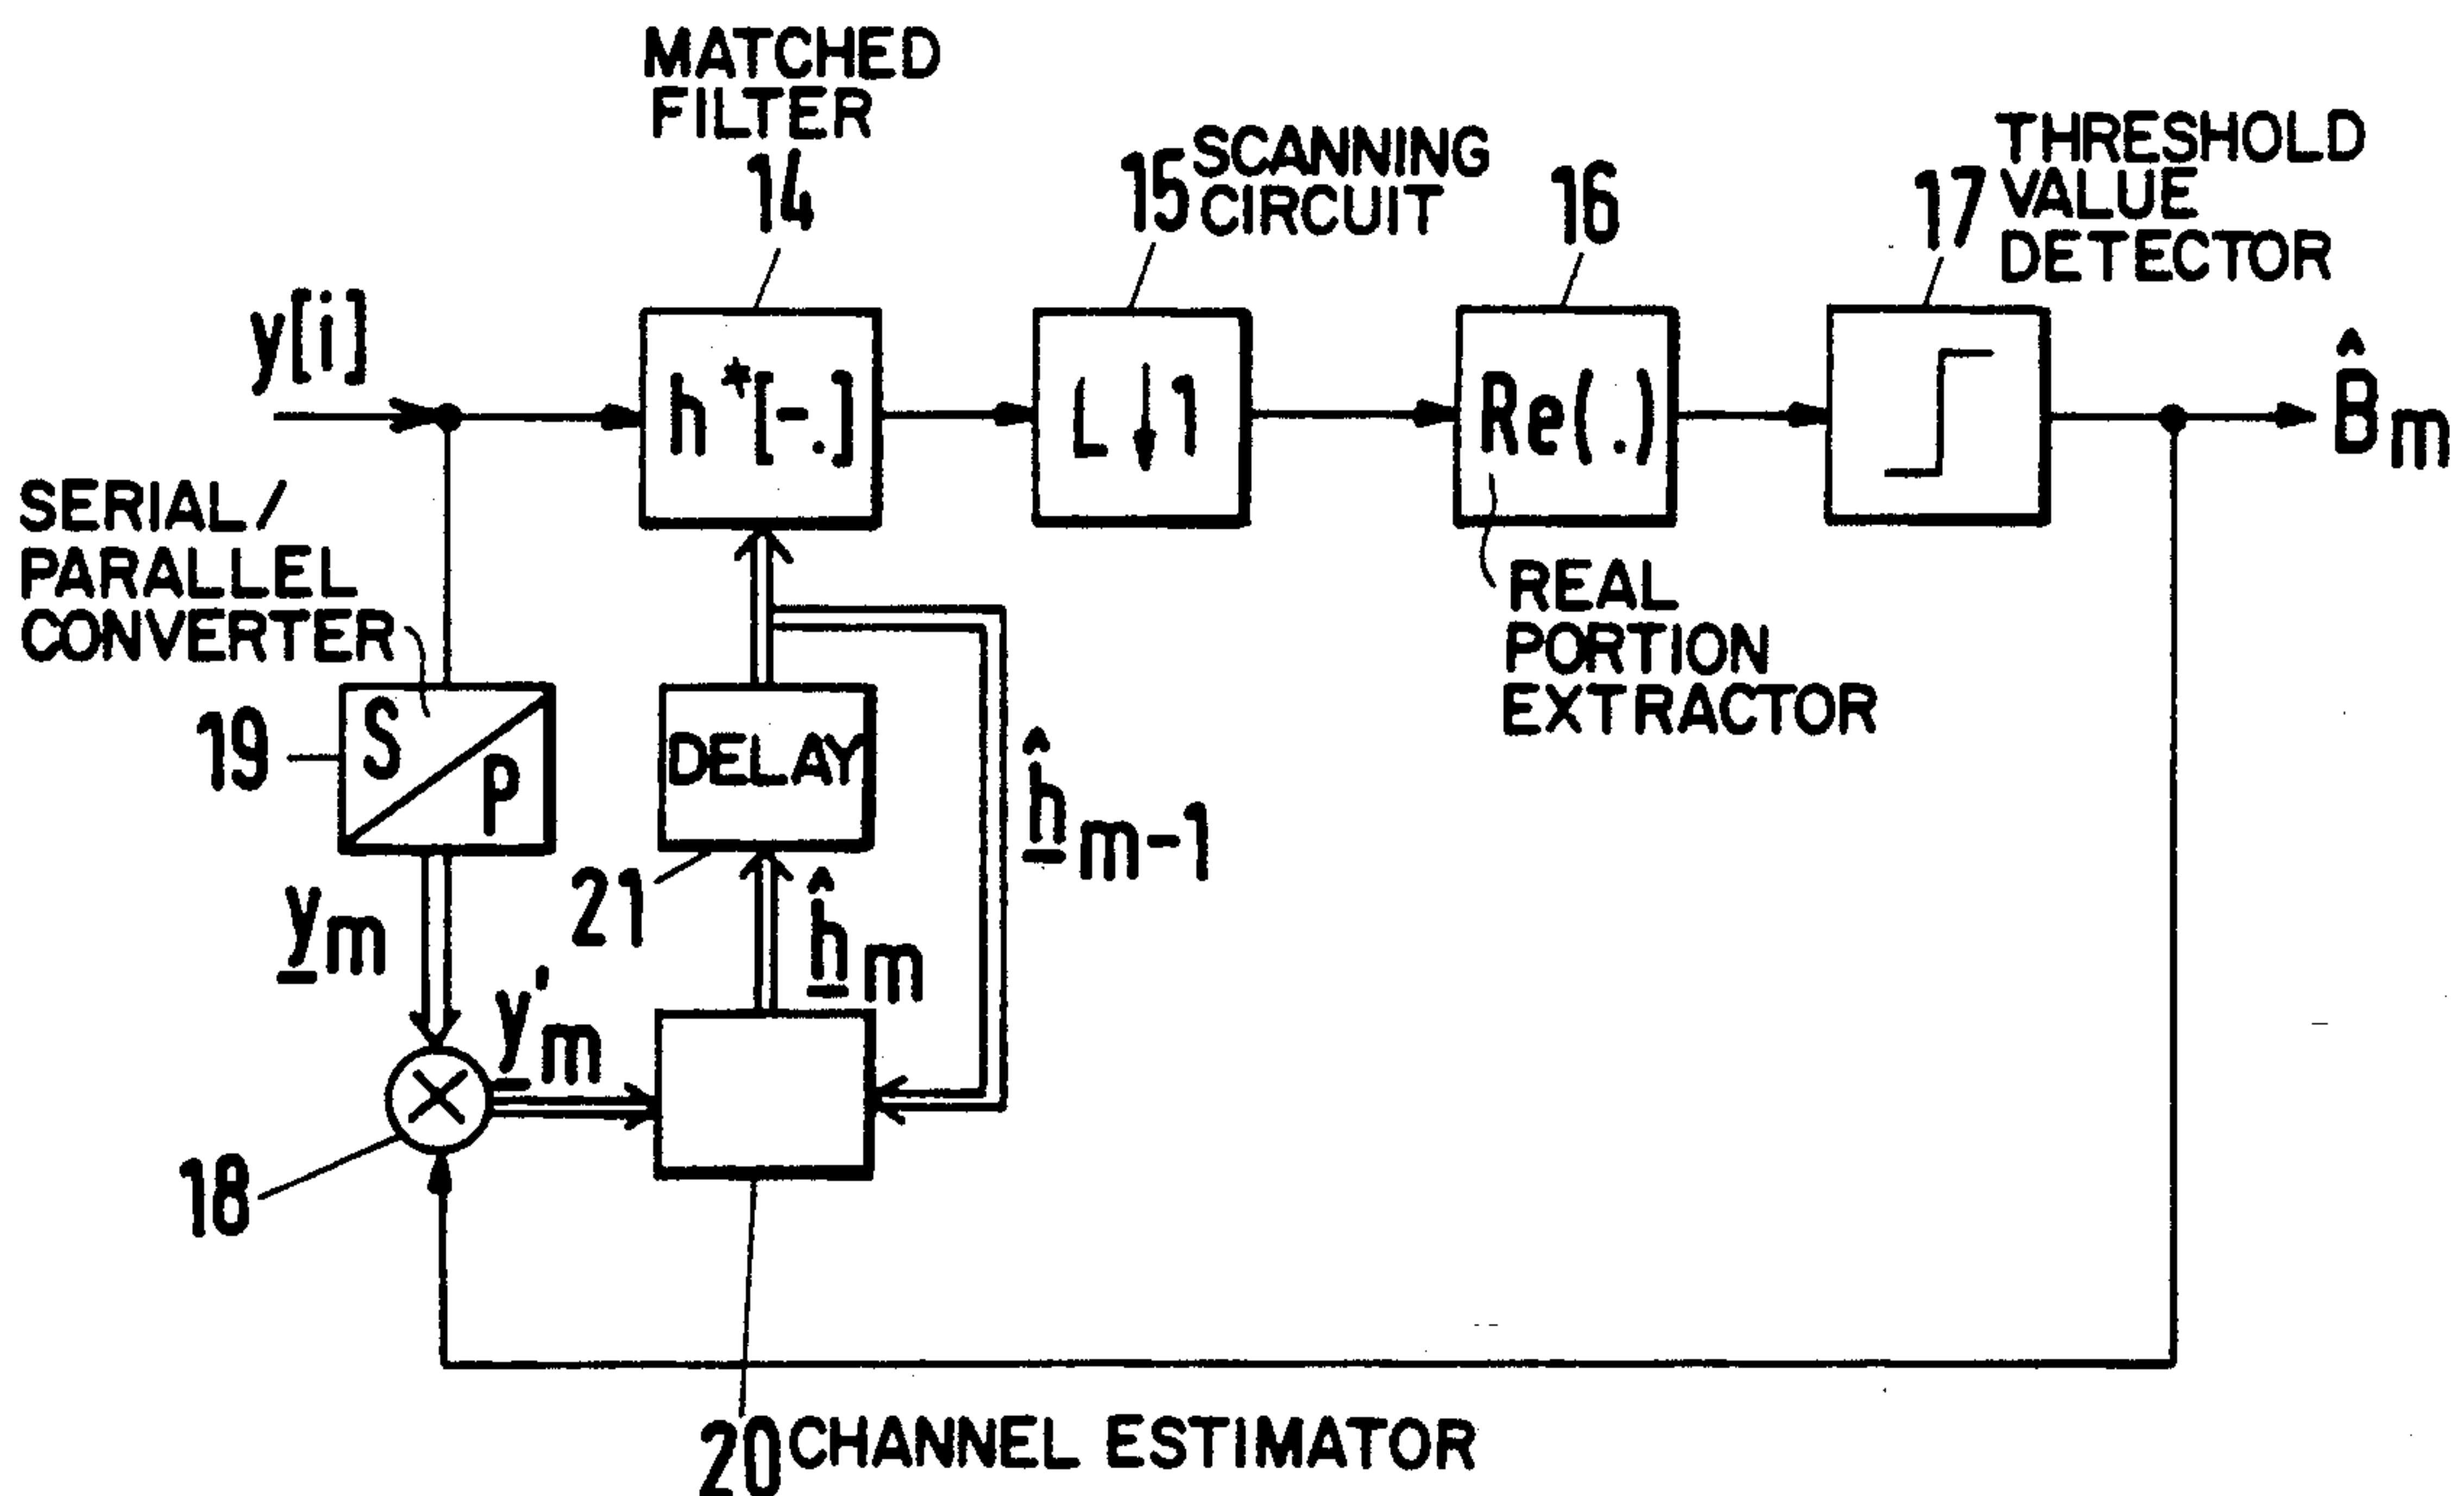 MATCHED
FILTER
14
15 SCANNING
CIRCUIT
16
17 THRESHOLD
VALUE
DETECTOR
y[i]
h*[-.]
L↓1
Re(.)
B̂m
SERIAL/
PARALLEL
CONVERTER
REAL
PORTION
EXTRACTOR
19
S/P
DELAY
21
ĥm-1
ym
ĥm
y'm
18
20 CHANNEL ESTIMATOR